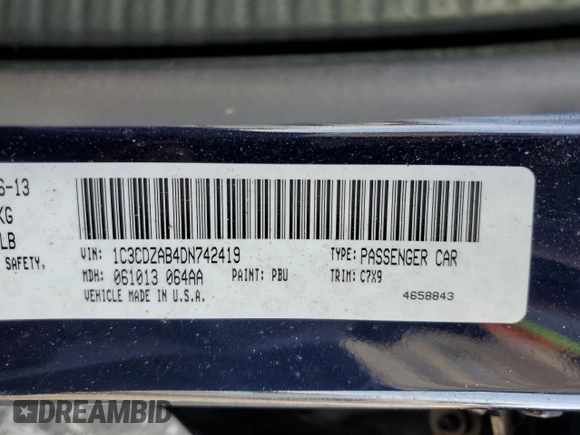 6-13
KG
LB
SAFETY,
VIN: 1C3CDZAB4DN742419
TYPE: PASSENGER CAR
MDH: 061013 064AA
PAINT: PBU
TRIM: C7X9
VEHICLE MADE IN U.S.A.
4658843
DREAMBID